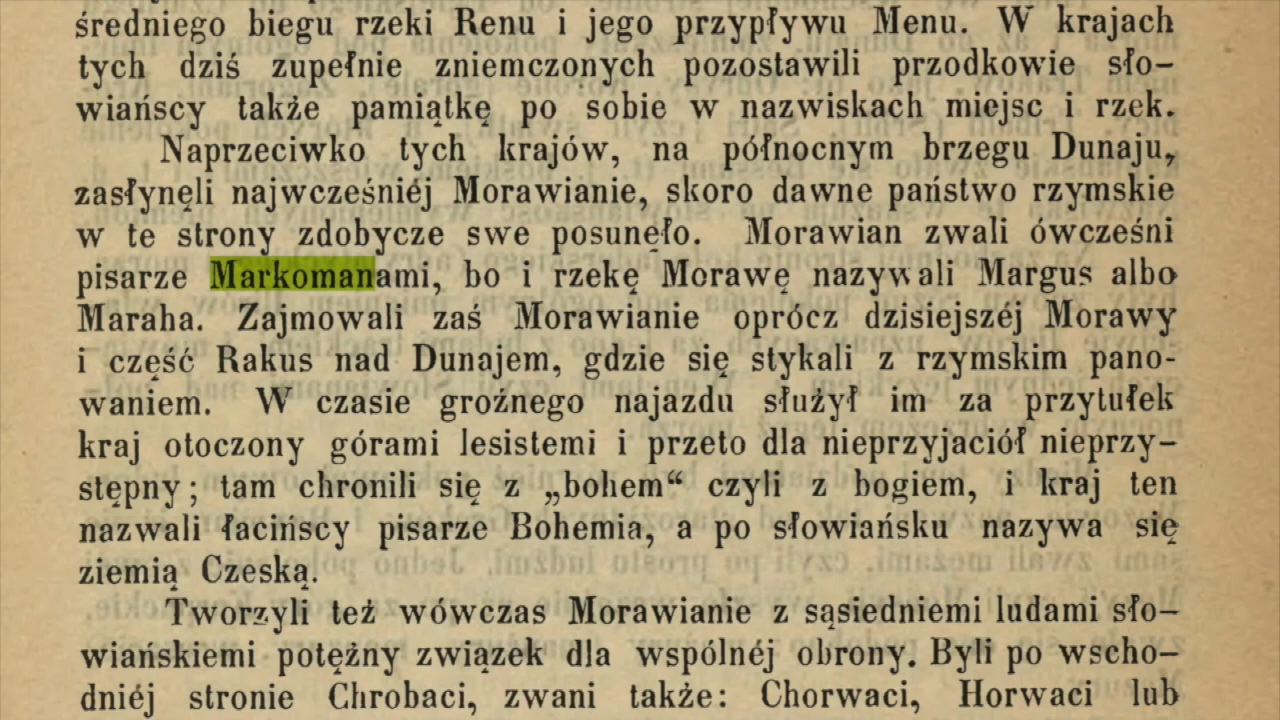 średniego biegu rzeki Renu i jego przypływu Menu. W krajach
tych dziś zupełnie zniemczonych pozostawili przodkowie sło-
wiańscy także pamiątkę po sobie w nazwiskach miejsc i rzek.
Naprzeciwko tych krajów, na północnym brzegu Dunaju,
zasłynęli najwcześniéj Morawianie, skoro dawne państwo rzymskie
w te strony zdobycze swe posunęło. Morawian zwali ówcześni
pisarze Markomanami, bo i rzekę Morawę nazywali Margus albo
Maraha. Zajmowali zaś Morawianie oprócz dzisiejszéj Morawy
i część Rakus nad Dunajem, gdzie się stykali z rzymskim pano-
waniem. W czasie groźnego najazdu służył im za przytułek
kraj otoczony górami lesistemi i przeto dla nieprzyjaciół nieprzy-
stępny; tam chronili się z „bohem“ czyli z bogiem, i kraj ten
nazwali łacińscy pisarze Bohemia, a po słowiańsku nazywa się
ziemią Czeską.
Tworzyli też wówczas Morawianie z sąsiedniemi ludami sło-
wiańskiemi potężny związek dla wspólnéj obrony. Byli po wscho-
dniéj stronie Chrobaci, zwani także: Chorwaci, Horwaci lub